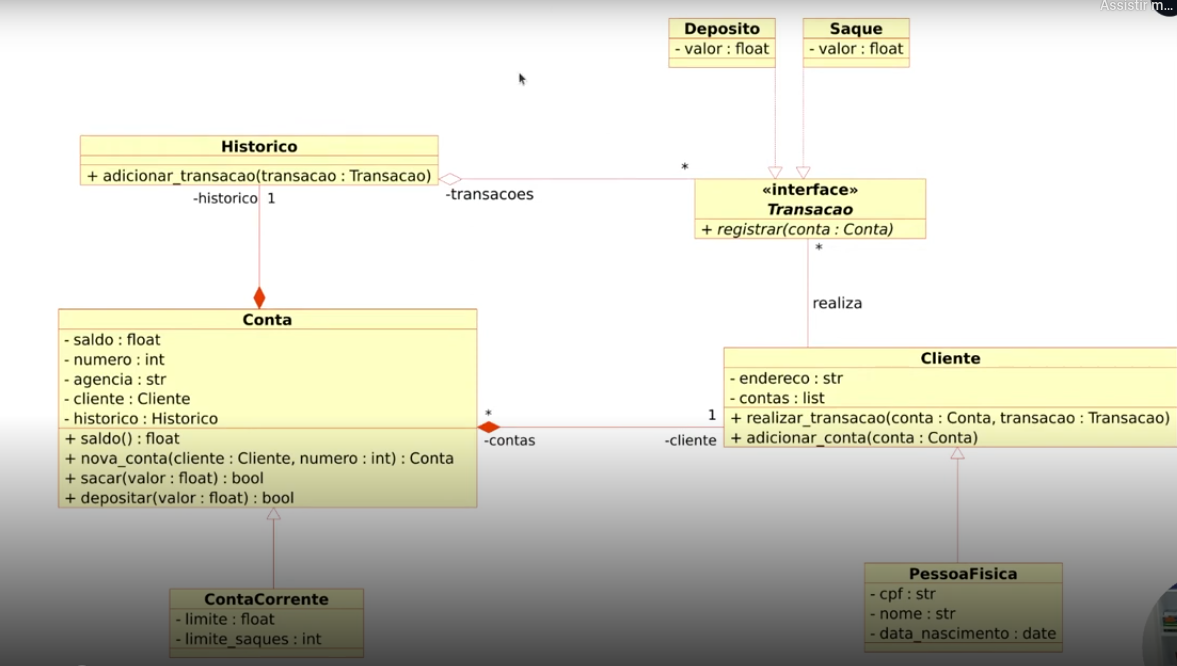 Assistir m...
Deposito
- valor : float
Saque
- valor : float
Historico
+ adicionar_transacao(transacao : Transacao)
*
-transacoes
-historico 1
«interface»
Transacao
+ registrar(conta : Conta)
*
realiza
Conta
- saldo : float
- numero : int
- agencia : str
- cliente : Cliente
- historico : Historico
+ saldo() : float
+ nova_conta(cliente : Cliente, numero : int) : Conta
+ sacar(valor : float) : bool
+ depositar(valor : float) : bool
*
-contas
1
-cliente
Cliente
- endereco : str
- contas : list
+ realizar_transacao(conta : Conta, transacao : Transacao)
+ adicionar_conta(conta : Conta)
ContaCorrente
- limite : float
- limite_saques : int
PessoaFisica
- cpf : str
- nome : str
- data_nascimento : date